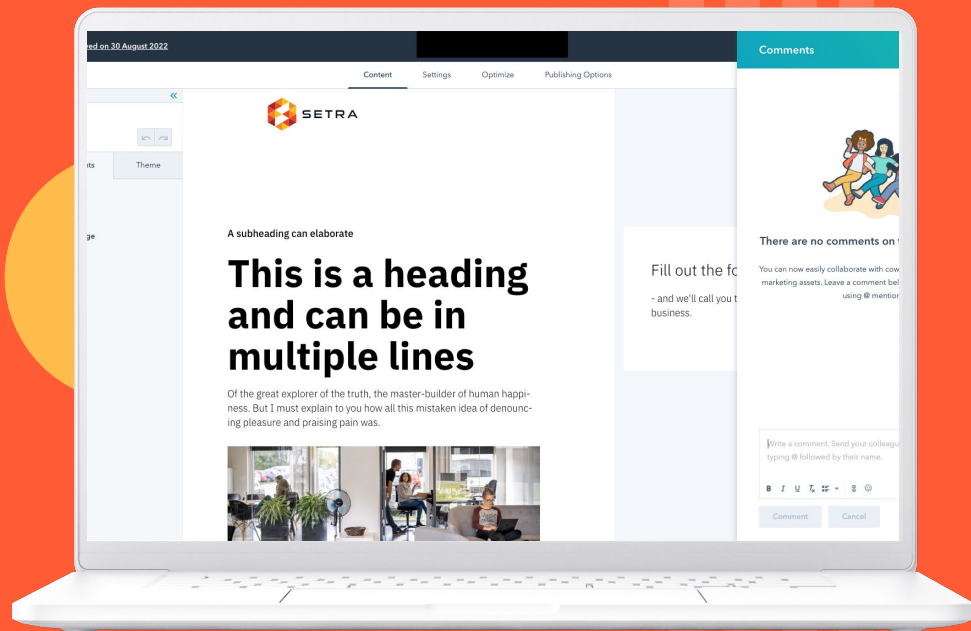 ed on 30 August 2022
Comments
Content Settings Optimize Publishing Options
SETRA
Theme
A subheading can elaborate
This is a heading
and can be in
multiple lines
Of the great explorer of the truth, the master-builder of human happi-
ness. But I must explain to you how all this mistaken idea of denounc-
ing pleasure and praising pain was.
Fill out the fo
- and we'll call you t
business.
There are no comments on
You can now easily collaborate with cow
marketing assets. Leave a comment bel
using @ mention
Write a comment. Send your colleagu
typing @ followed by their name.
B I U
Comment Cancel